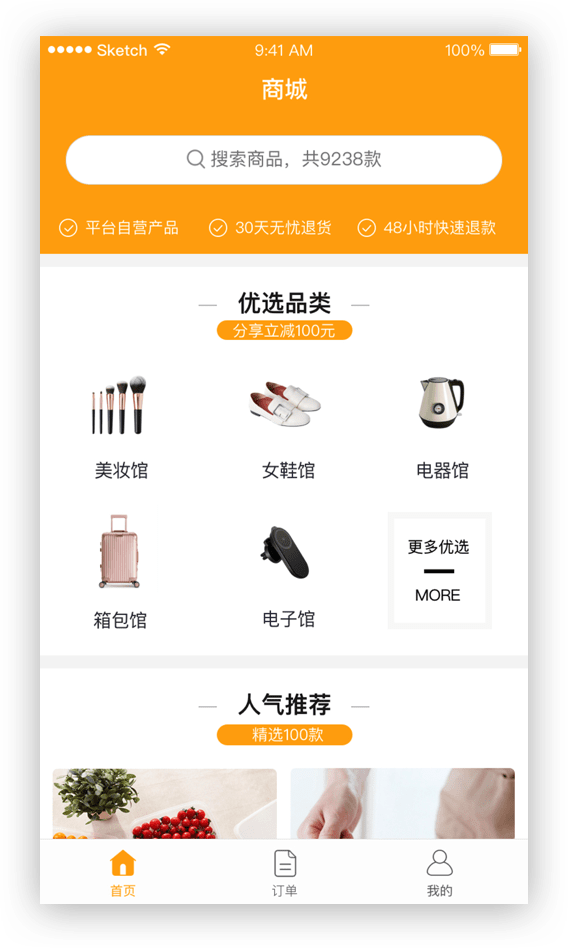 Sketch 9:41 AM 100%
商城
搜索商品，共9238款
平台自营产品 30天无忧退货 48小时快速退款
优选品类
分享立减100元
美妆馆 女鞋馆 电器馆
更多优选
MORE
箱包馆 电子馆
人气推荐
精选100款
首页 订单 我的